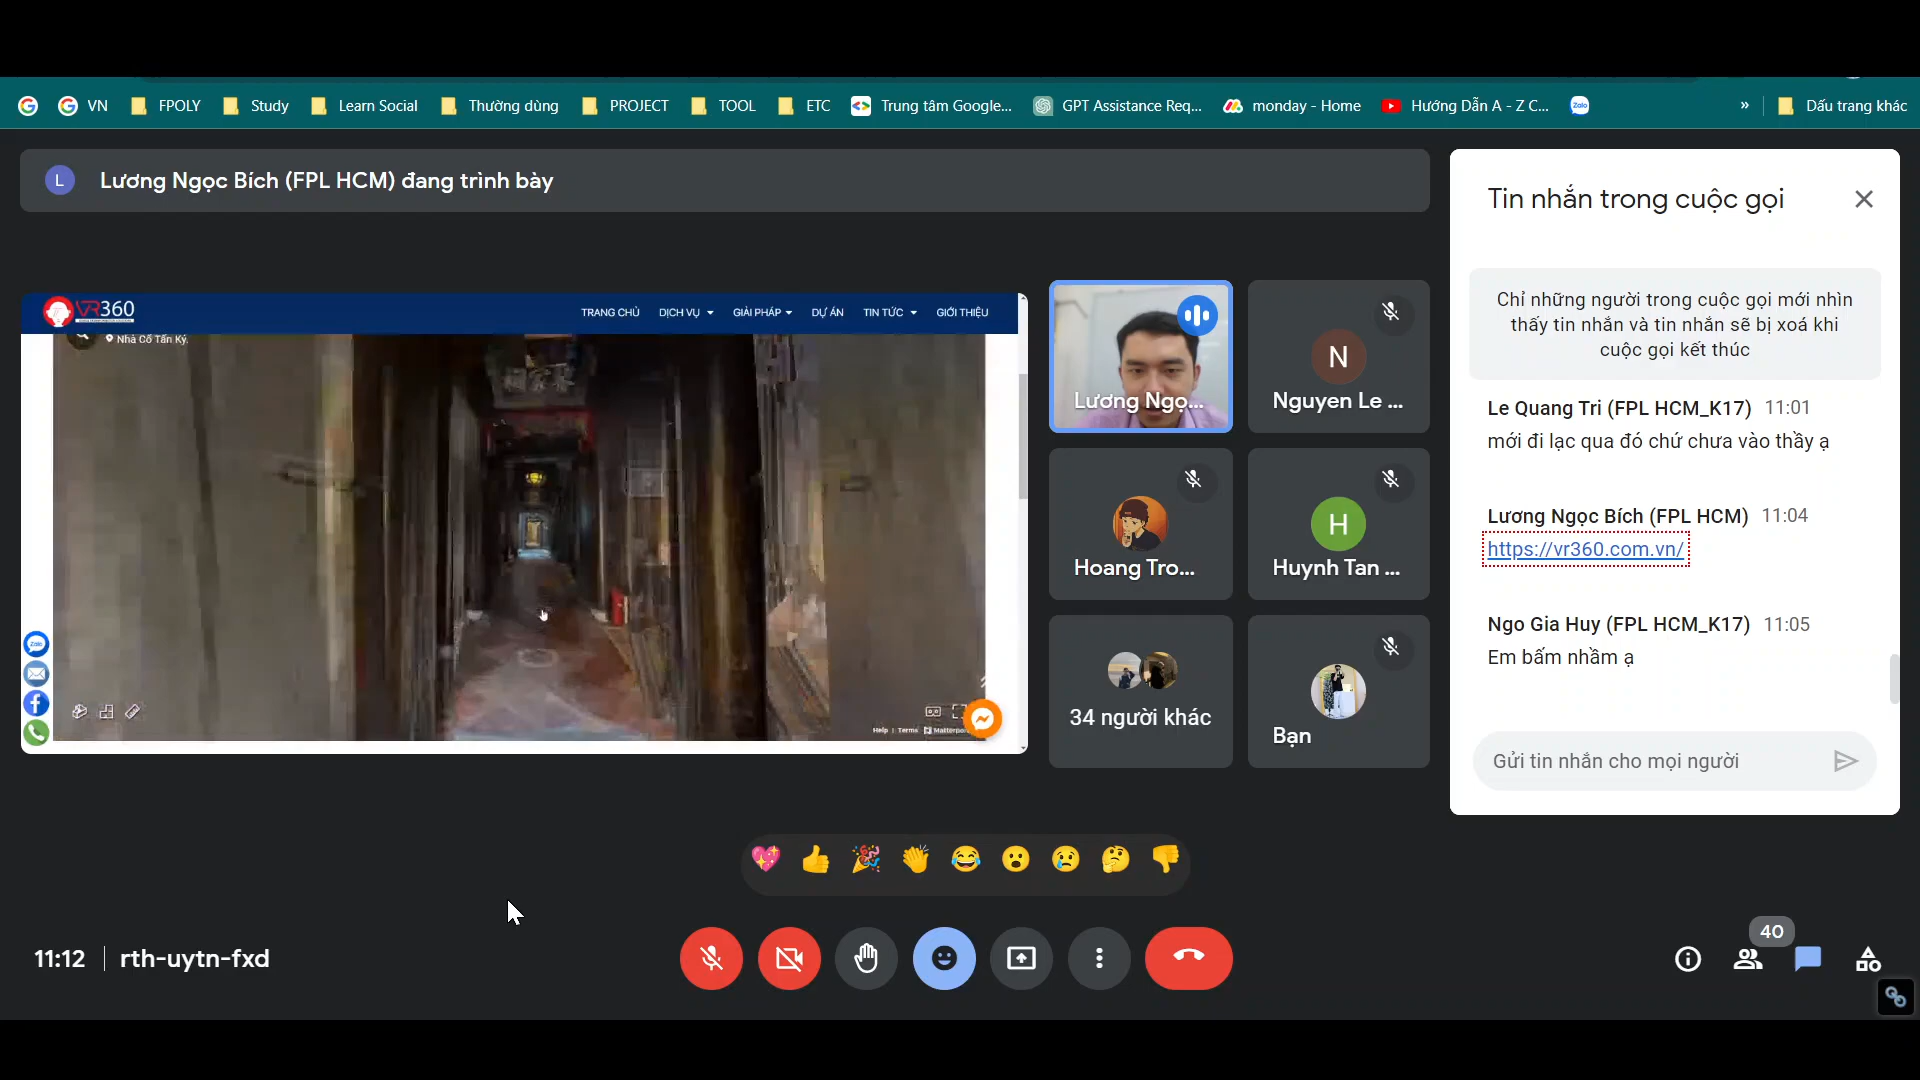 VN
FPOLY
Study
Learn Social
Thường dùng
PROJECT
TOOL
ETC
Trung tâm Google...
GPT Assistance Req...
monday - Home
Hướng Dẫn A - Z C...
Zalo
»
Dấu trang khác
L
Lương Ngọc Bích (FPL HCM) đang trình bày
VR360
TRANG CHỦ
DỊCH VỤ
GIẢI PHÁP
DỰ ÁN
TIN TỨC
GIỚI THIỆU
Nhà Cổ Tấn Ký.
Zalo
Help | Terms
Matterport
Lương Ngọ...
N
Nguyen Le ...
Hoang Tro...
H
Huynh Tan ...
34 người khác
Bạn
Tin nhắn trong cuộc gọi
Chỉ những người trong cuộc gọi mới nhìn
thấy tin nhắn và tin nhắn sẽ bị xoá khi
cuộc gọi kết thúc
Le Quang Tri (FPL HCM_K17) 11:01
mới đi lạc qua đó chứ chưa vào thầy ạ
Lương Ngọc Bích (FPL HCM) 11:04
https://vr360.com.vn/
Ngo Gia Huy (FPL HCM_K17) 11:05
Em bấm nhầm ạ
Gửi tin nhắn cho mọi người
11:12 | rth-uytn-fxd
40